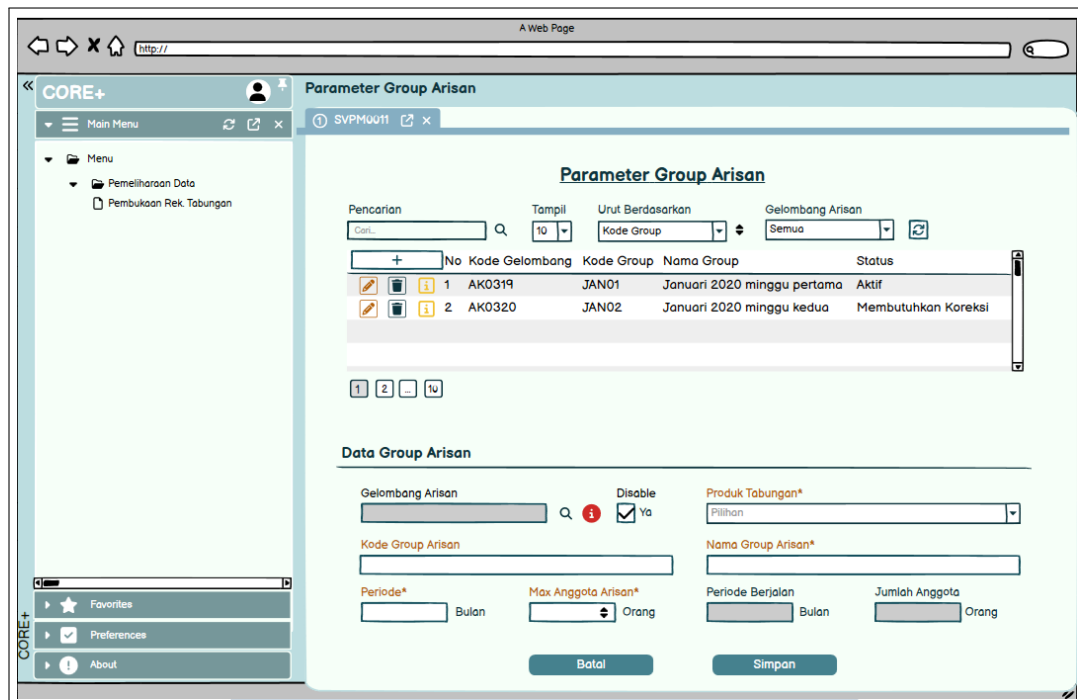 A Web Page
http://
CORE+
Main Menu
Menu
Pemeliharaan Data
Pembukaan Rek. Tabungan
Favorites
Preferences
About
CORE+
Parameter Group Arisan
1 SVPM0011
Parameter Group Arisan
Pencarian Tampil Urut Berdasarkan Gelombang Arisan
Cari... 10 Kode Group Semua
+ No Kode Gelombang Kode Group Nama Group Status
1 AK0319 JAN01 Januari 2020 minggu pertama Aktif
2 AK0320 JAN02 Januari 2020 minggu kedua Membutuhkan Koreksi
1 2 ... 10
Data Group Arisan
Gelombang Arisan Disable Produk Tabungan*
Ya Pilihan
Kode Group Arisan Nama Group Arisan*
Periode* Max Anggota Arisan* Periode Berjalan Jumlah Anggota
Bulan Orang Bulan Orang
Batal Simpan